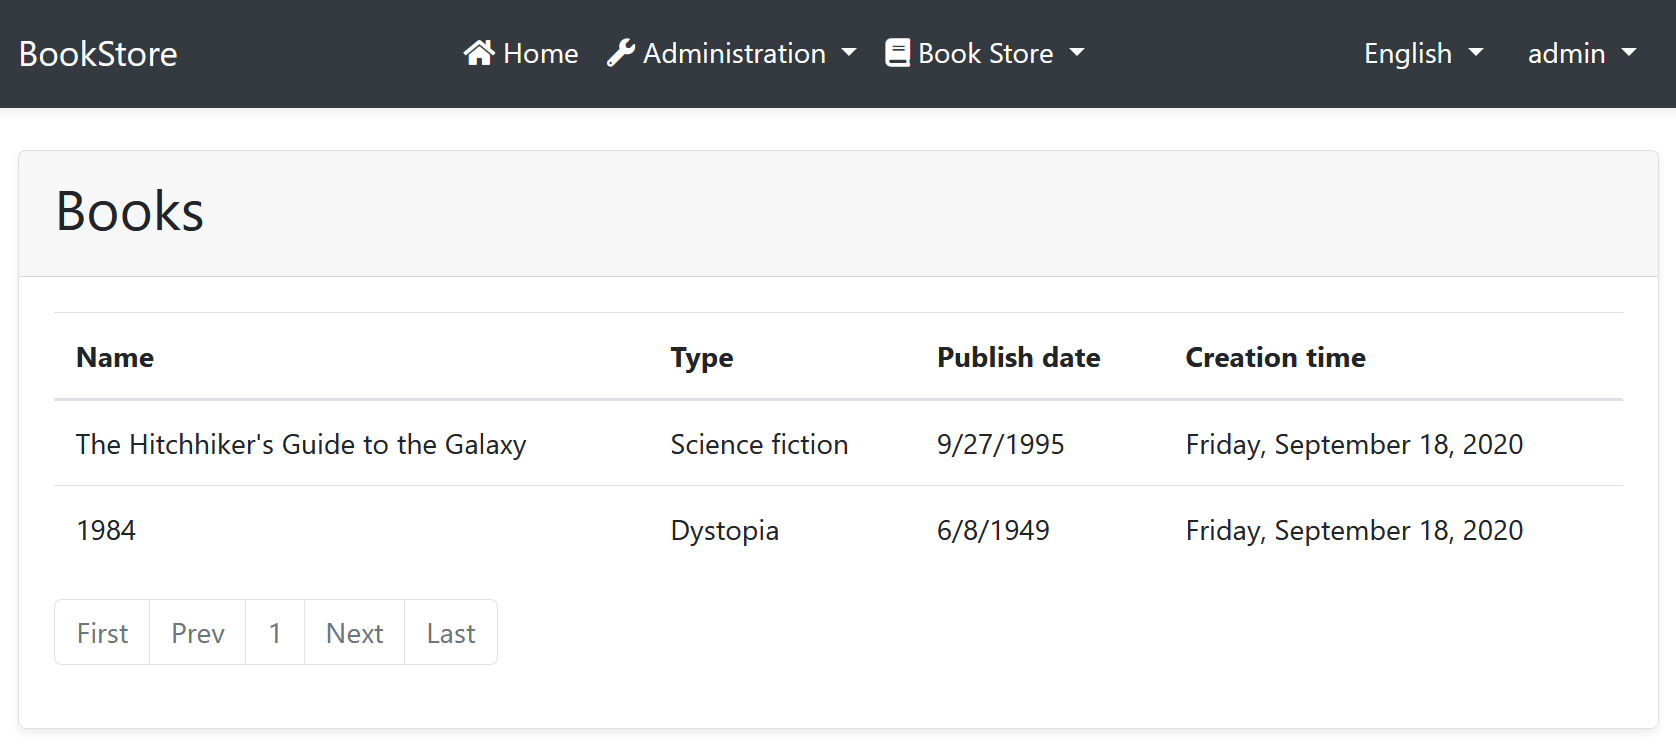 BookStore Home Administration Book Store English admin
Books
Name Type Publish date Creation time
The Hitchhiker's Guide to the Galaxy Science fiction 9/27/1995 Friday, September 18, 2020
1984 Dystopia 6/8/1949 Friday, September 18, 2020
First Prev 1 Next Last